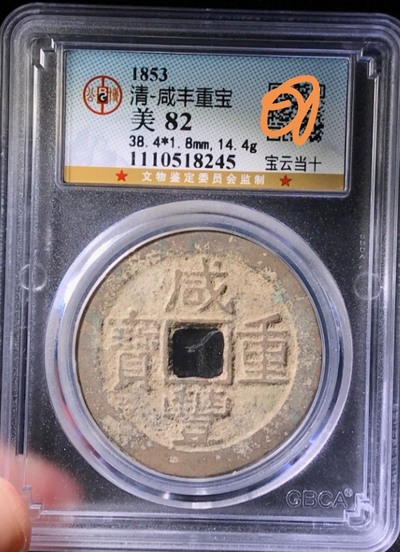 1853
清-咸丰重宝
美 82
38.4*1.8mm,14.4g
1110518245
宝云当十
★ 文物鉴定委员会监制 ★
咸
寶 重
豐
GBCA®